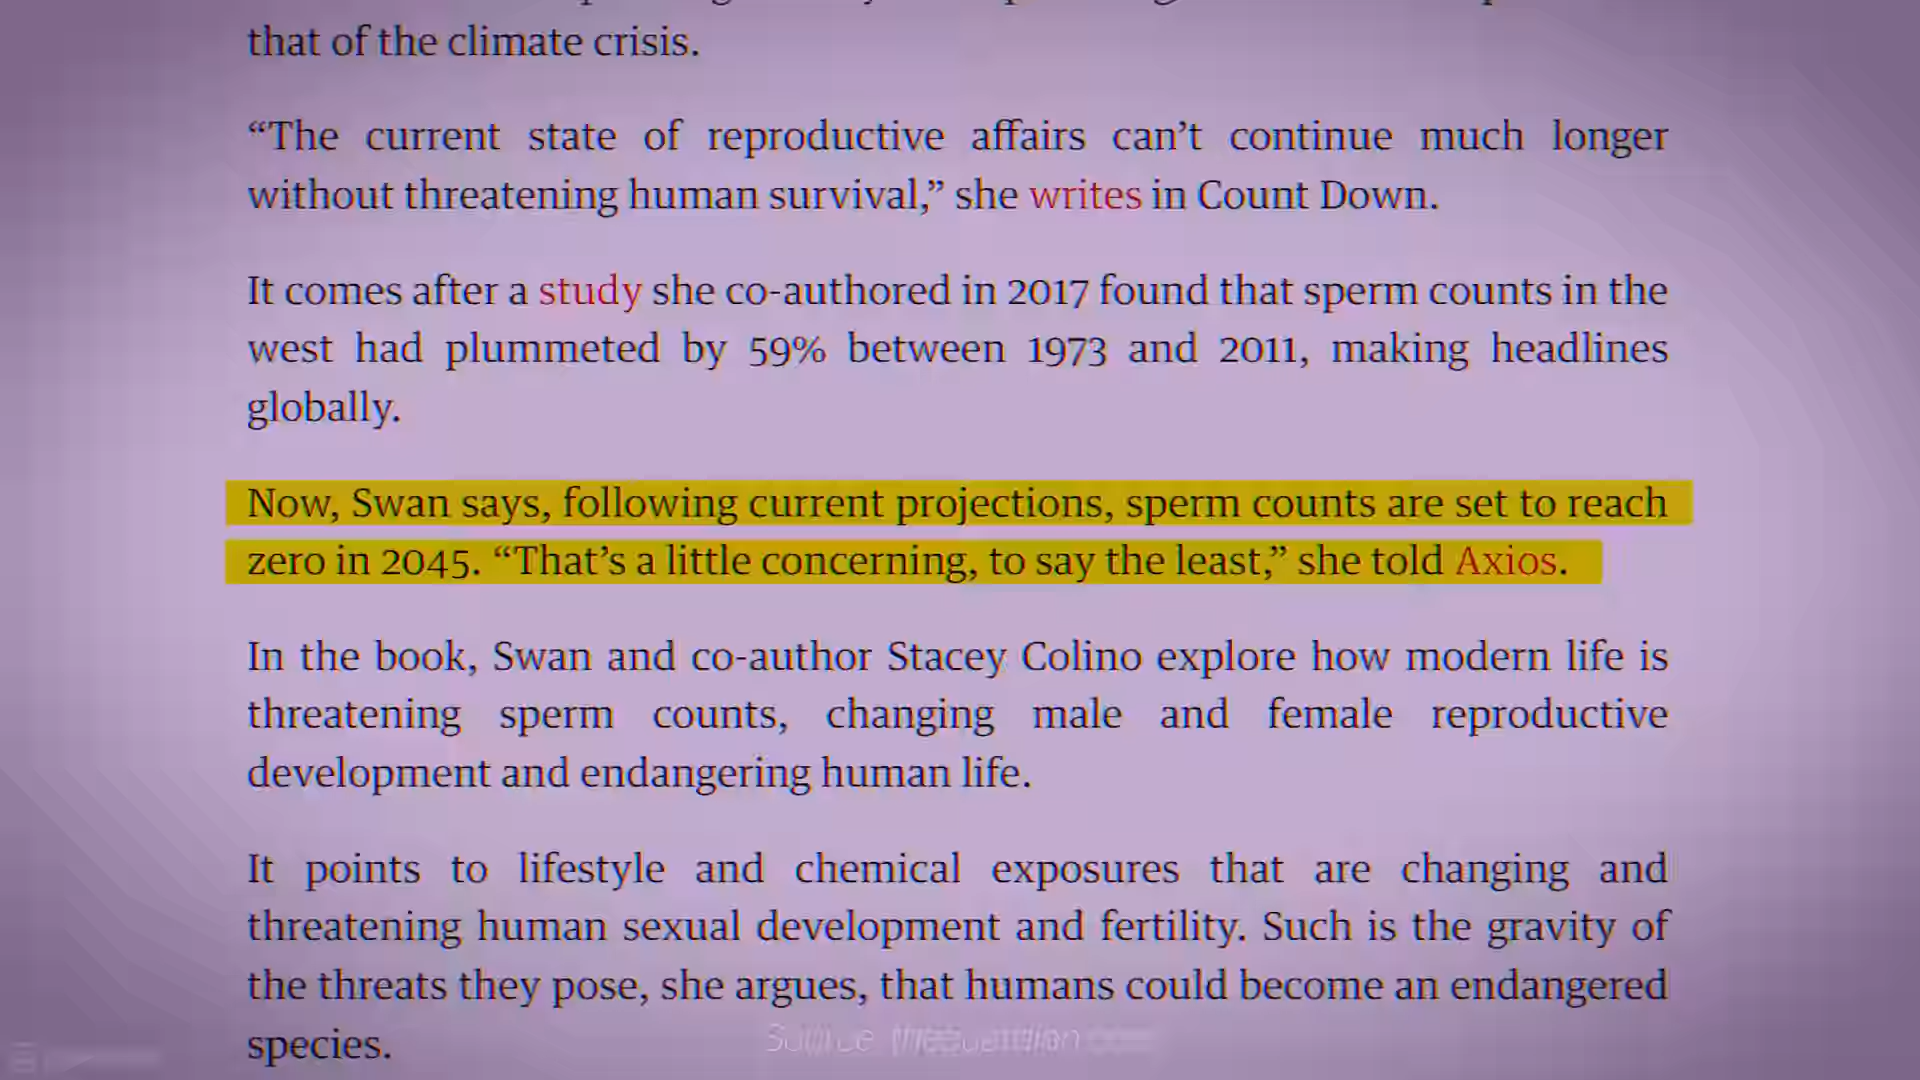 that of the climate crisis.
“The current state of reproductive affairs can’t continue much longer
without threatening human survival,” she writes in Count Down.
It comes after a study she co-authored in 2017 found that sperm counts in the
west had plummeted by 59% between 1973 and 2011, making headlines
globally.
Now, Swan says, following current projections, sperm counts are set to reach
zero in 2045. “That’s a little concerning, to say the least,” she told Axios.
In the book, Swan and co-author Stacey Colino explore how modern life is
threatening sperm counts, changing male and female reproductive
development and endangering human life.
It points to lifestyle and chemical exposures that are changing and
threatening human sexual development and fertility. Such is the gravity of
the threats they pose, she argues, that humans could become an endangered
species.
Source: theguardian.com